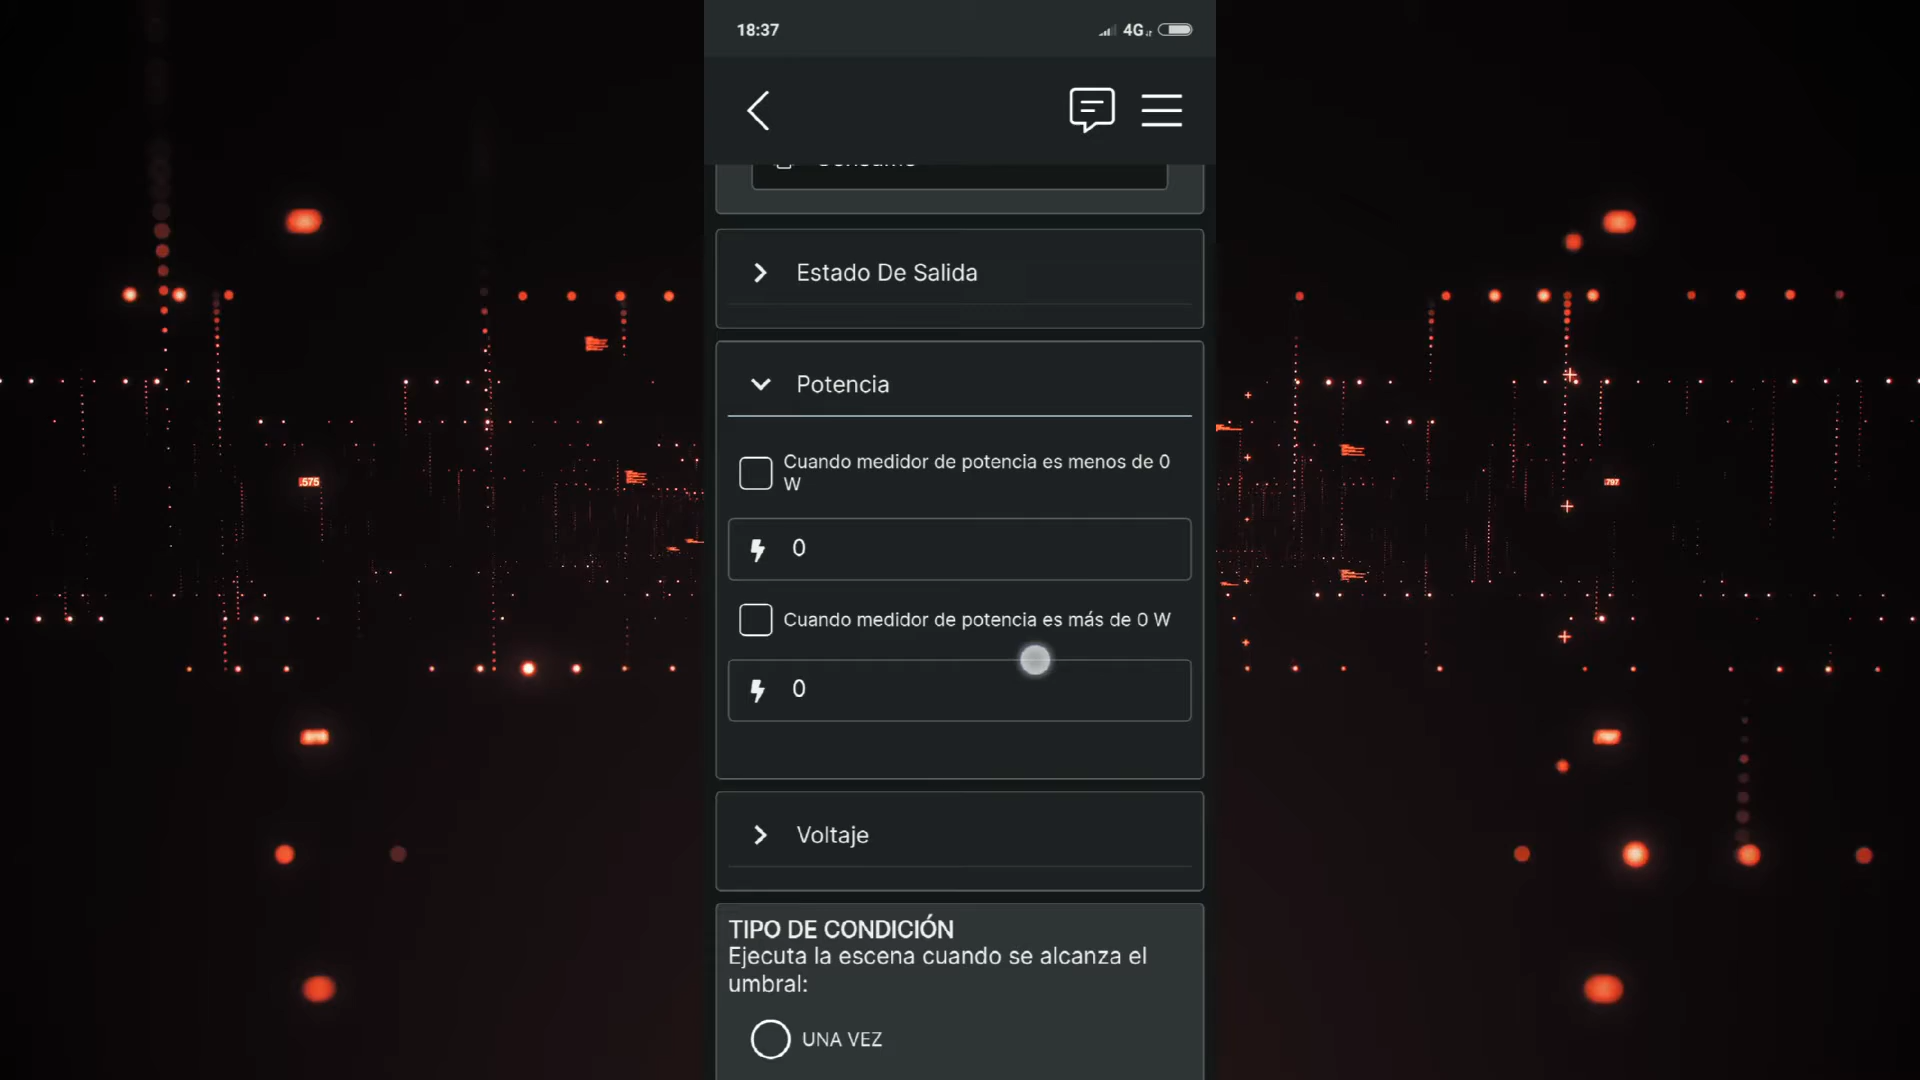 18:37
4G
Estado De Salida
Potencia
Cuando medidor de potencia es menos de 0
W
0
Cuando medidor de potencia es más de 0 W
0
Voltaje
TIPO DE CONDICIÓN
Ejecuta la escena cuando se alcanza el
umbral:
UNA VEZ
.575
.797